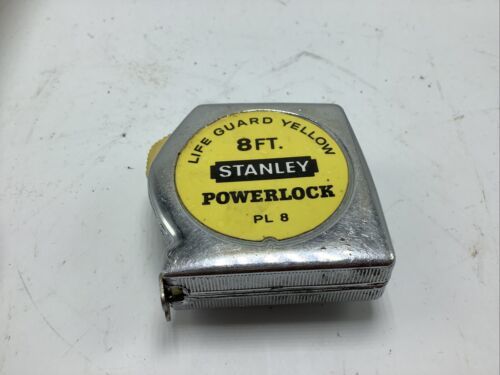 LIFE GUARD YELLOW
8FT.
STANLEY
POWERLOCK
PL 8